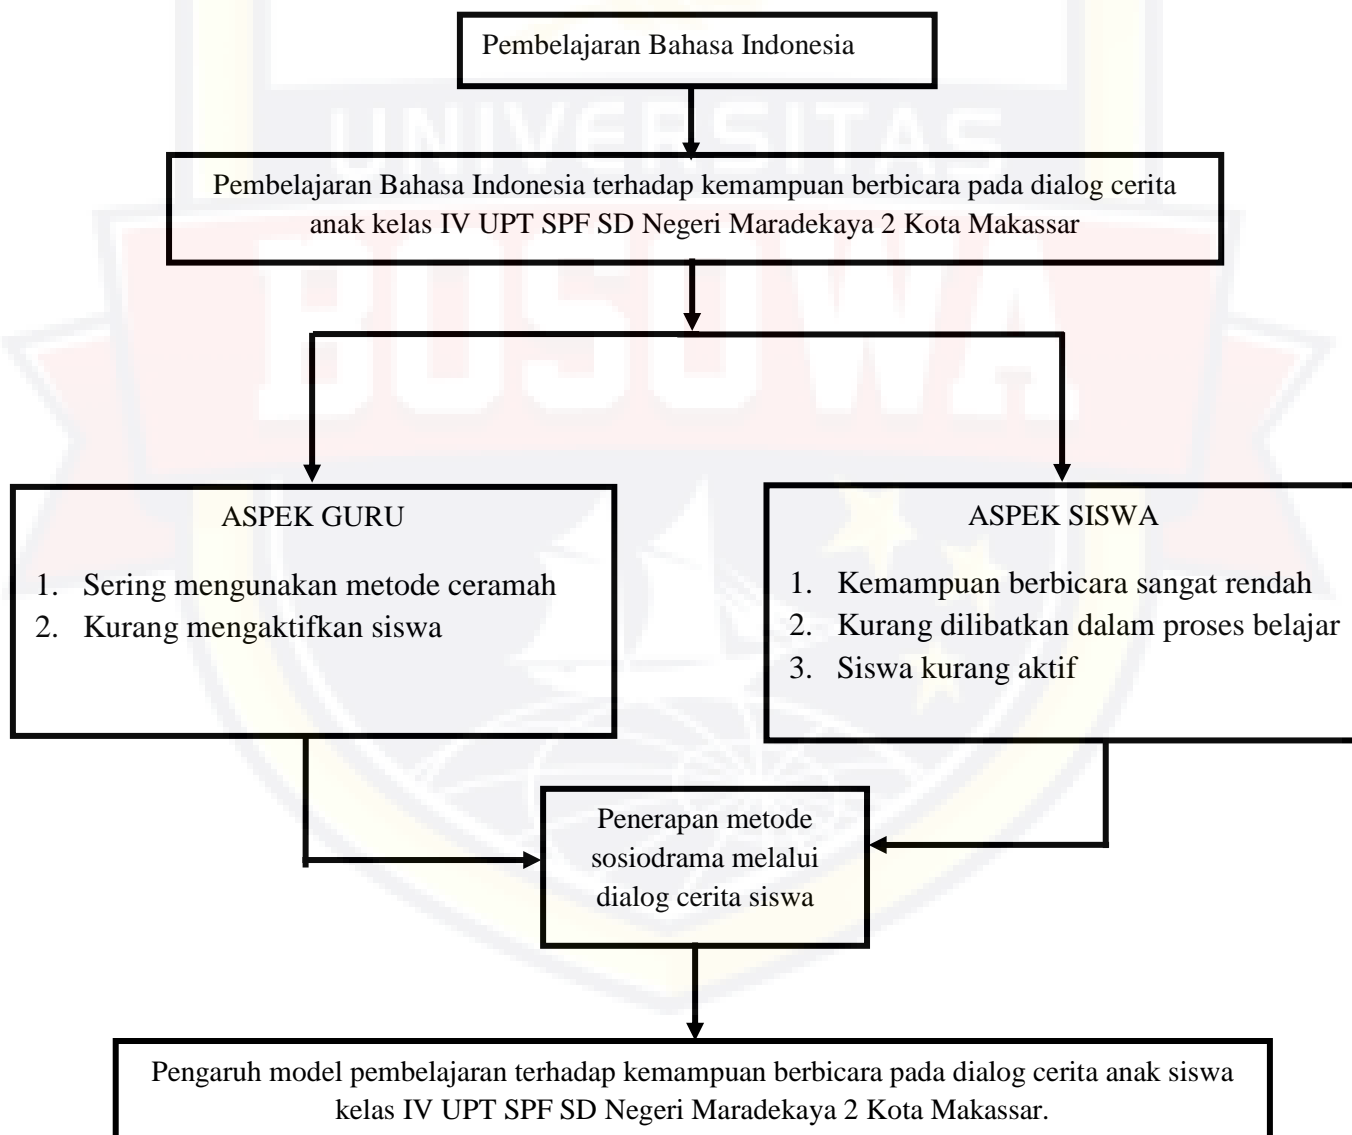 Pembelajaran Bahasa Indonesia
UNIVERSITAS
Pembelajaran Bahasa Indonesia terhadap kemampuan berbicara pada dialog cerita
anak kelas IV UPT SPF SD Negeri Maradekaya 2 Kota Makassar
BOSOWA
ASPEK GURU
1. Sering mengunakan metode ceramah
2. Kurang mengaktifkan siswa
ASPEK SISWA
1. Kemampuan berbicara sangat rendah
2. Kurang dilibatkan dalam proses belajar
3. Siswa kurang aktif
Penerapan metode
sosiodrama melalui
dialog cerita siswa
Pengaruh model pembelajaran terhadap kemampuan berbicara pada dialog cerita anak siswa
kelas IV UPT SPF SD Negeri Maradekaya 2 Kota Makassar.